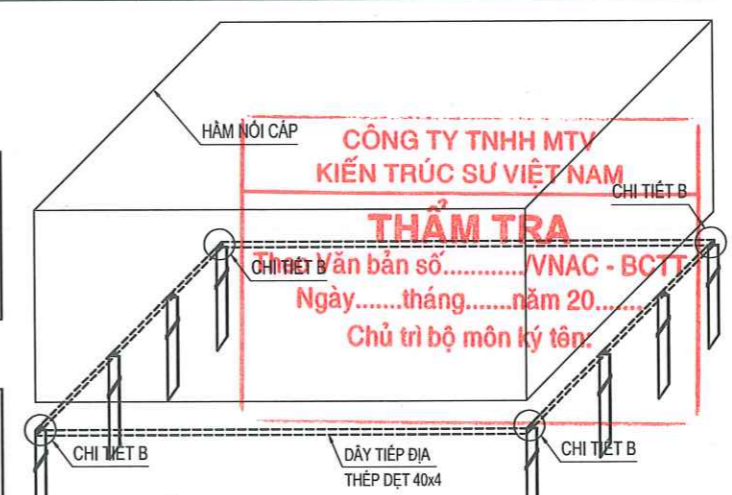 HẦM NỐI CÁP
CÔNG TY TNHH MTV
KIẾN TRÚC SƯ VIỆT NAM
CHI TIẾT B
THẨM TRA
Theo Văn bản số............/VNAC - BCTT
CHI TIẾT B
Ngày.......tháng.......năm 20........
Chủ trì bộ môn ký tên:
CHI TIẾT B
DÂY TIẾP ĐỊA
THÉP DẸT 40x4
CHI TIẾT B